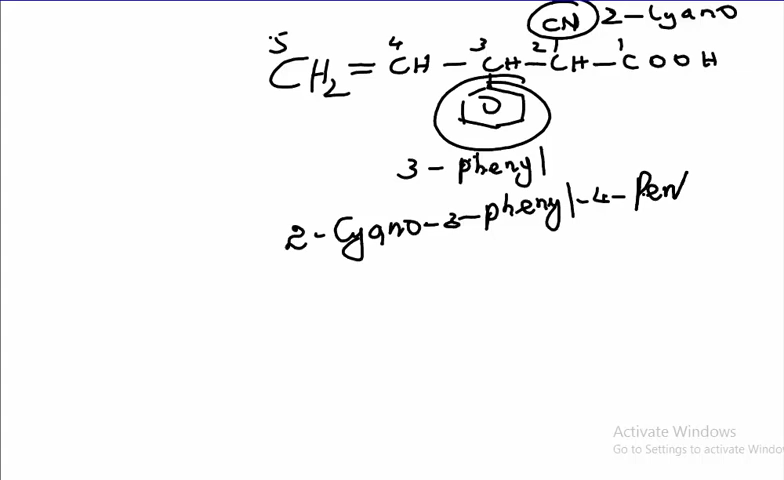 CN 2-Cyano
5 4 3 2 1
CH2 = CH - CH - CH - COOH
3 - phenyl
2 - Cyano - 3 - phenyl - 4 - Pen
Activate Windows
Go to Settings to activate Windo